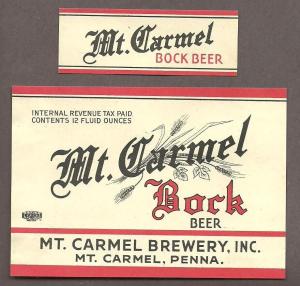 Mt. Carmel
BOCK BEER
INTERNAL REVENUE TAX PAID
CONTENTS 12 FLUID OUNCES
Mt. Carmel
Bock
BEER
MT. CARMEL BREWERY, INC.
MT. CARMEL, PENNA.